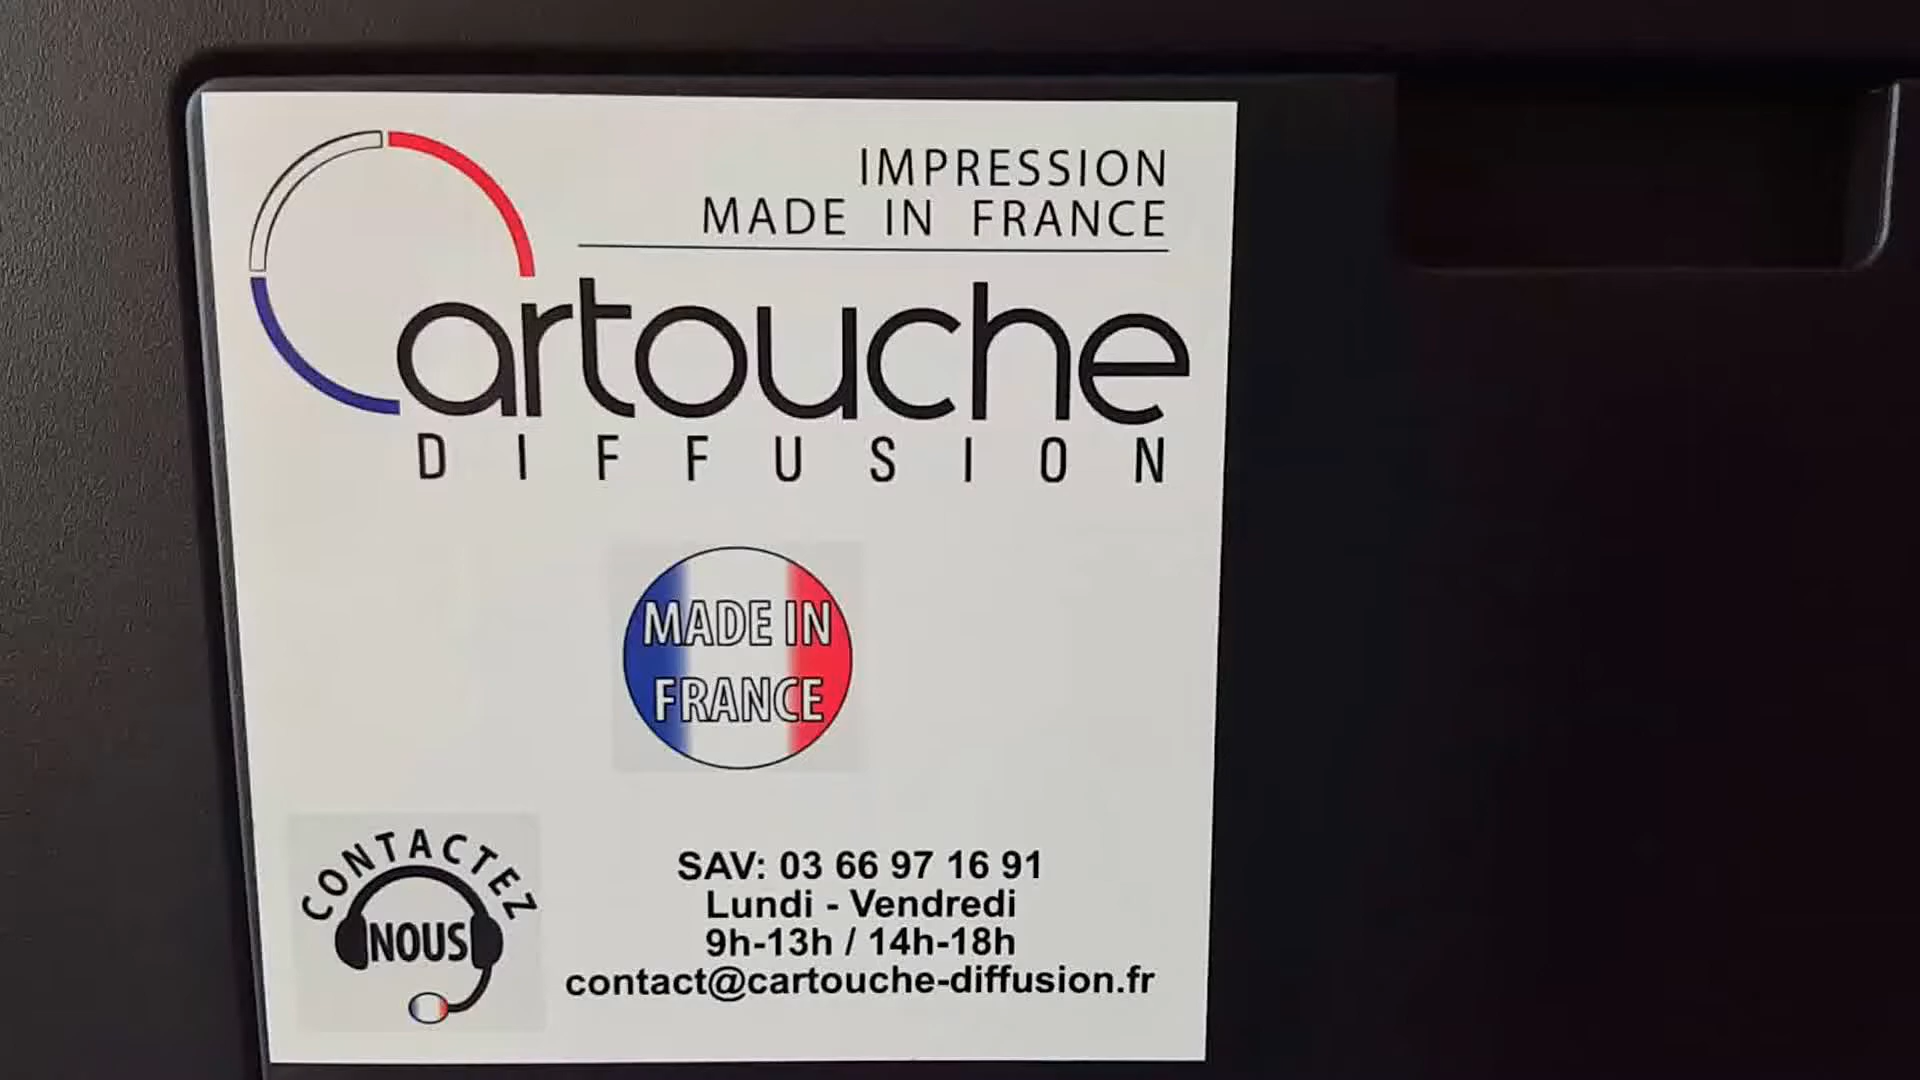 IMPRESSION
MADE IN FRANCE
Cartouche
DIFFUSION
MADE IN
FRANCE
CONTACTEZ
NOUS
SAV: 03 66 97 16 91
Lundi - Vendredi
9h-13h / 14h-18h
contact@cartouche-diffusion.fr